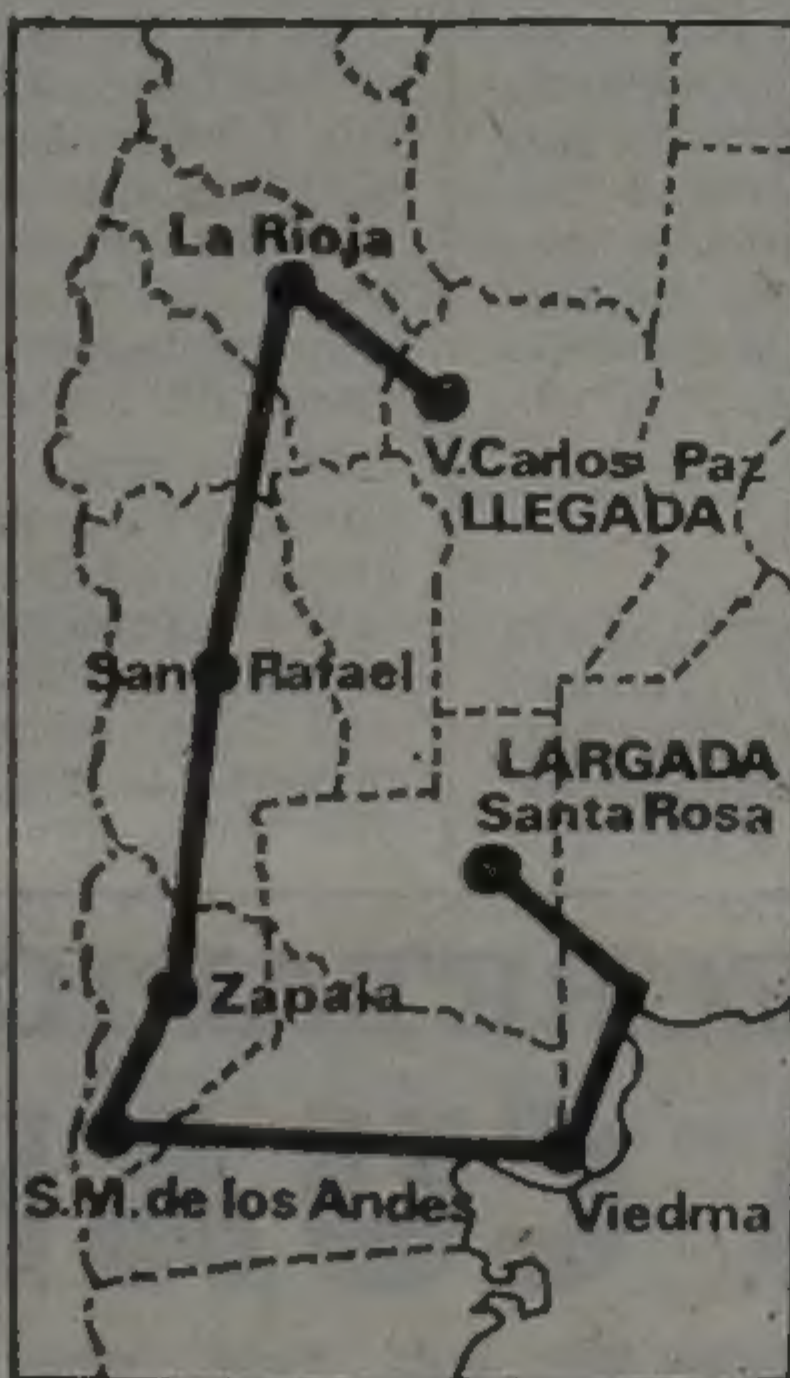 La Rioja
V.Carlos Paz
LLEGADA
San Rafael
LARGADA
Santa Rosa
Zapala
S.M. de los Andes
Viedma